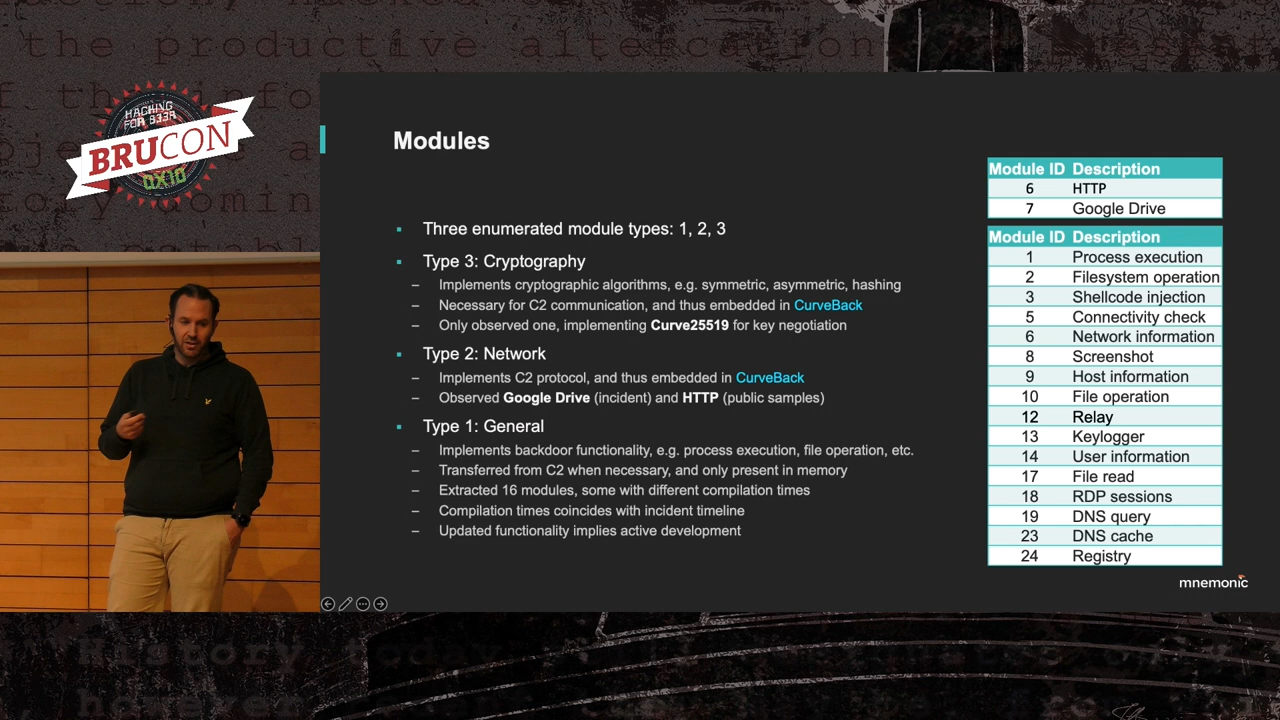 the productive altercation
HACKING
FOR B33R
BRUCON
0X10
Modules
Three enumerated module types: 1, 2, 3
Type 3: Cryptography
– Implements cryptographic algorithms, e.g. symmetric, asymmetric, hashing
– Necessary for C2 communication, and thus embedded in CurveBack
– Only observed one, implementing Curve25519 for key negotiation
Type 2: Network
– Implements C2 protocol, and thus embedded in CurveBack
– Observed Google Drive (incident) and HTTP (public samples)
Type 1: General
– Implements backdoor functionality, e.g. process execution, file operation, etc.
– Transferred from C2 when necessary, and only present in memory
– Extracted 16 modules, some with different compilation times
– Compilation times coincides with incident timeline
– Updated functionality implies active development
Module ID Description
6 HTTP
7 Google Drive
Module ID Description
1 Process execution
2 Filesystem operation
3 Shellcode injection
5 Connectivity check
6 Network information
8 Screenshot
9 Host information
10 File operation
12 Relay
13 Keylogger
14 User information
17 File read
18 RDP sessions
19 DNS query
23 DNS cache
24 Registry
mnemonic
History today
however